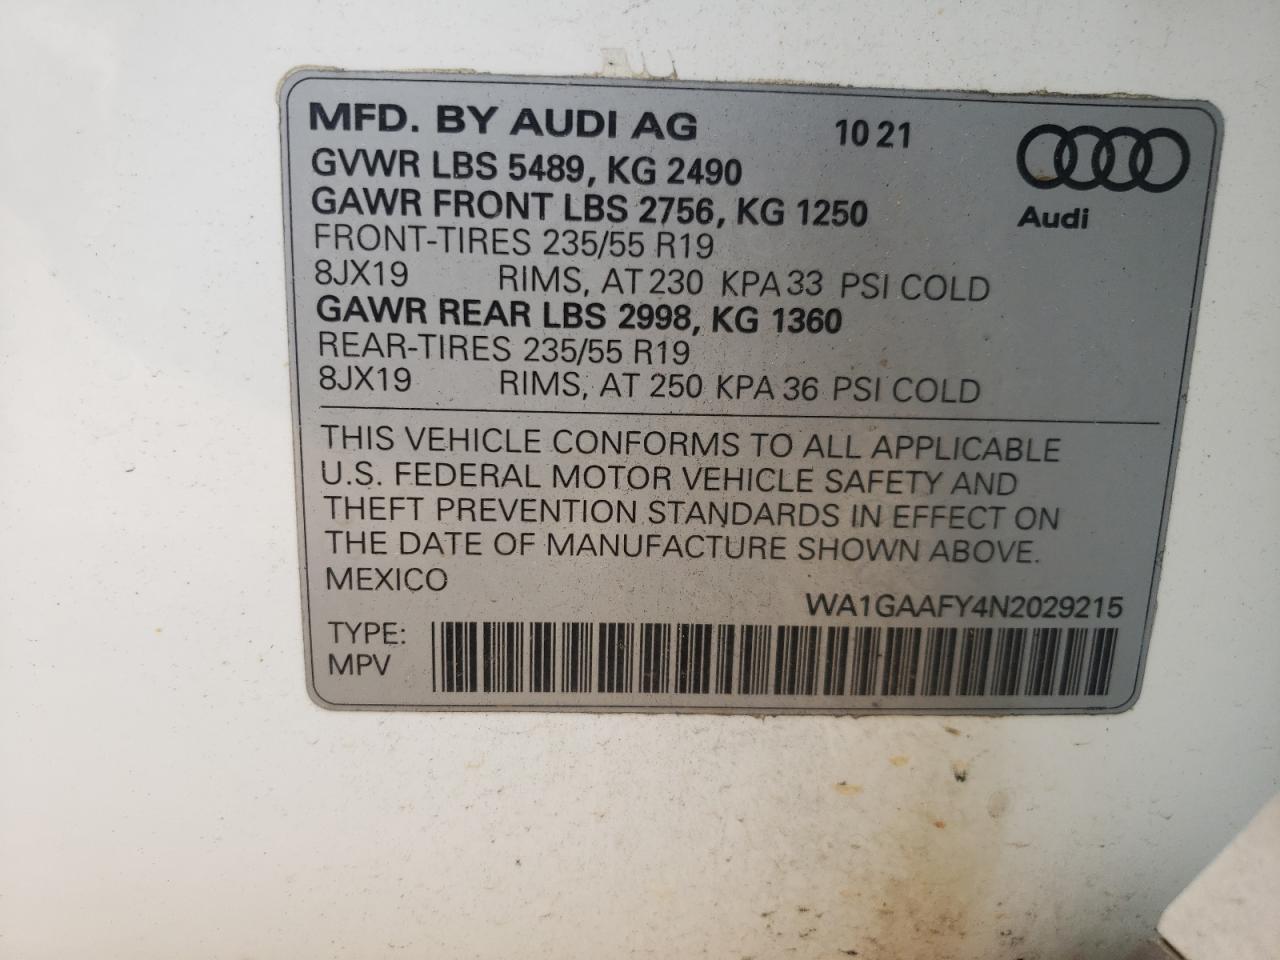 MFD. BY AUDI AG 10 21
GVWR LBS 5489, KG 2490
GAWR FRONT LBS 2756, KG 1250
Audi
FRONT-TIRES 235/55 R19
8JX19 RIMS, AT 230 KPA 33 PSI COLD
GAWR REAR LBS 2998, KG 1360
REAR-TIRES 235/55 R19
8JX19 RIMS, AT 250 KPA 36 PSI COLD
THIS VEHICLE CONFORMS TO ALL APPLICABLE
U.S. FEDERAL MOTOR VEHICLE SAFETY AND
THEFT PREVENTION STANDARDS IN EFFECT ON
THE DATE OF MANUFACTURE SHOWN ABOVE.
MEXICO
WA1GAAFY4N2029215
TYPE:
MPV